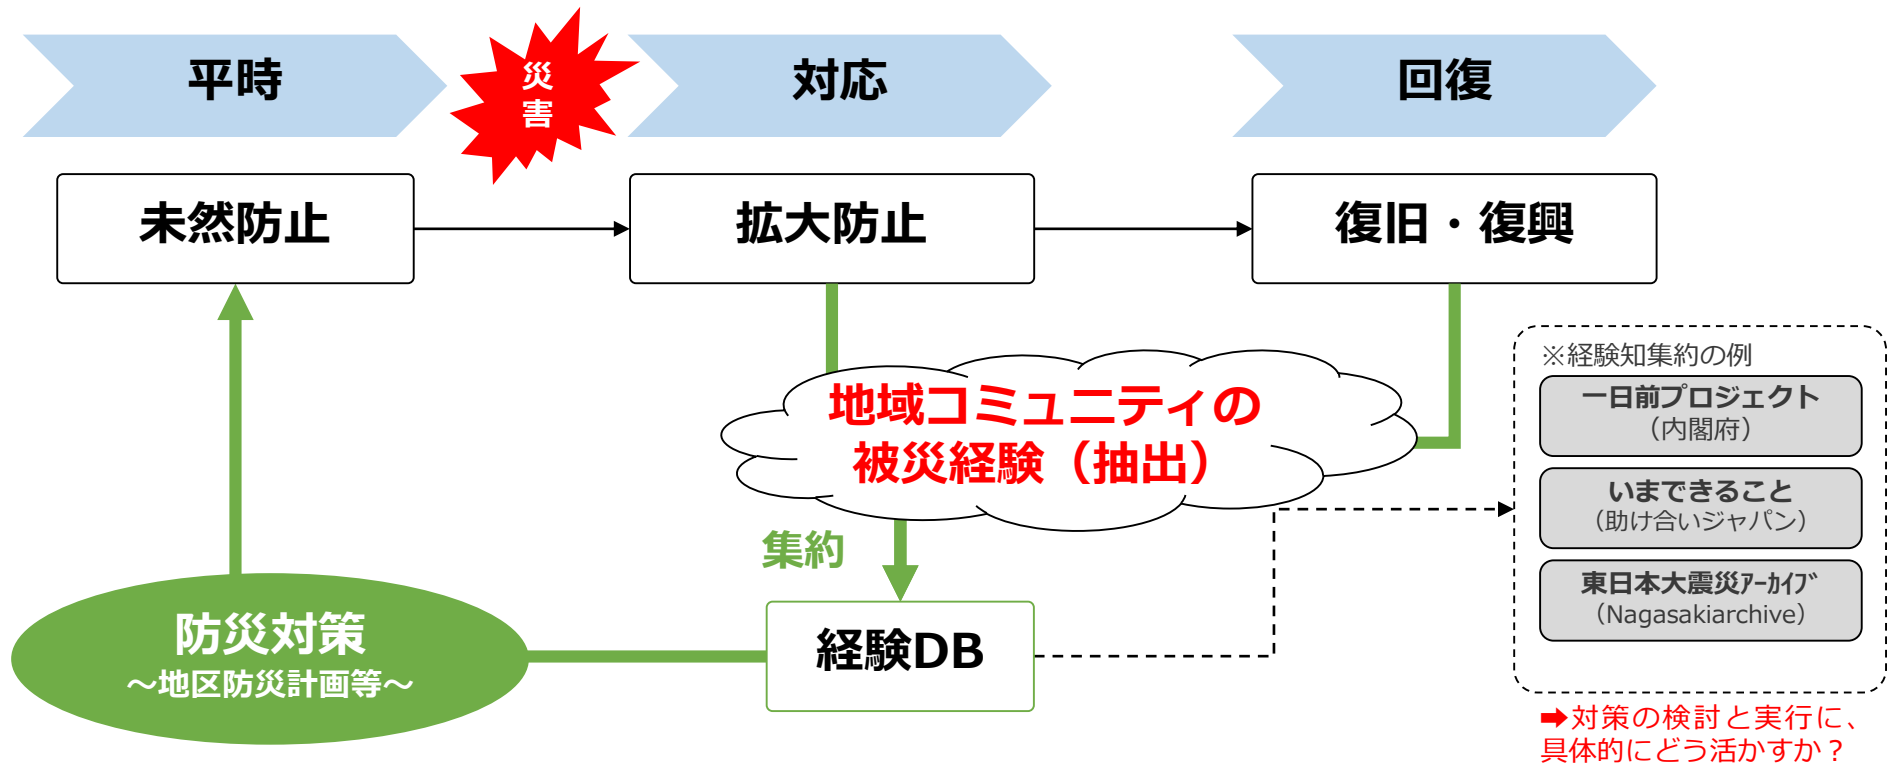 平時
災
害
対応
回復
未然防止
拡大防止
復旧・復興
地域コミュニティの
被災経験（抽出）
集約
経験DB
防災対策
～地区防災計画等～
※経験知集約の例
一日前プロジェクト
（内閣府）
いまできること
（助け合いジャパン）
東日本大震災ｱｰｶｲﾌﾞ
（Nagasakiarchive）
➡対策の検討と実行に、
具体的にどう活かすか？